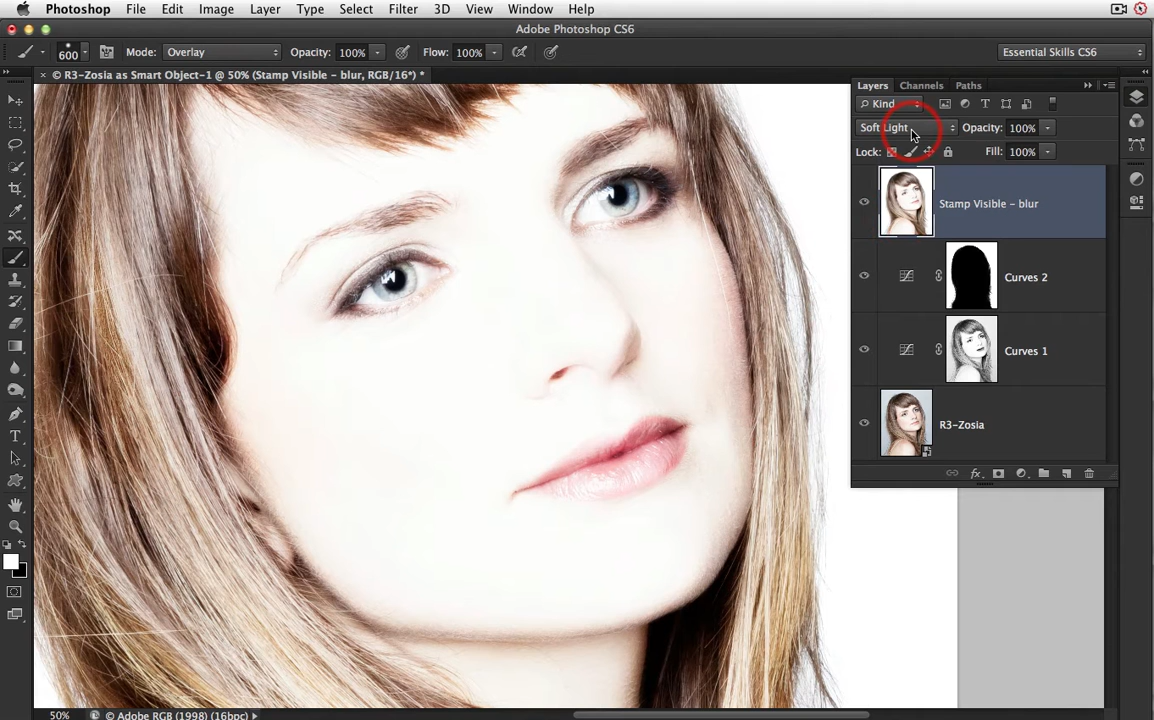 Photoshop File Edit Image Layer Type Select Filter 3D View Window Help
Adobe Photoshop CS6
600 Mode: Overlay Opacity: 100% Flow: 100% Essential Skills CS6
× © R3-Zosia as Smart Object-1 @ 50% (Stamp Visible - blur, RGB/16*) *
Layers Channels Paths
Kind
Soft Light Opacity: 100%
Lock: Fill: 100%
Stamp Visible - blur
Curves 2
Curves 1
R3-Zosia
fx
50% © Adobe RGB (1998) (16bpc)